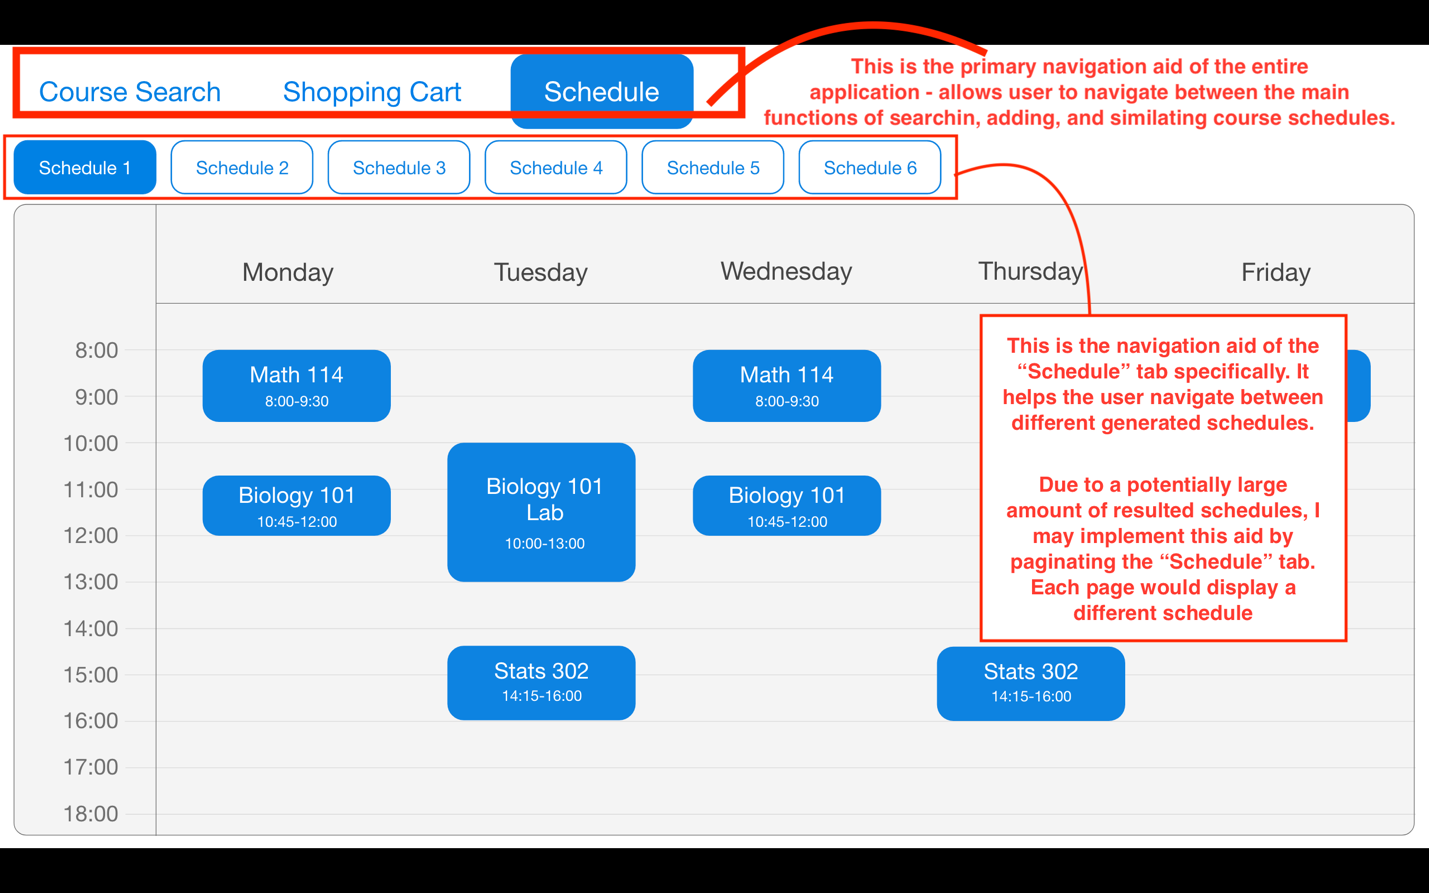 Course Search
Shopping Cart
Schedule
This is the primary navigation aid of the entire
application - allows user to navigate between the main
functions of searchin, adding, and similating course schedules.
Schedule 1
Schedule 2
Schedule 3
Schedule 4
Schedule 5
Schedule 6
Monday
Tuesday
Wednesday
Thursday
Friday
8:00
9:00
10:00
11:00
12:00
13:00
14:00
15:00
16:00
17:00
18:00
Math 114
8:00-9:30
Biology 101
10:45-12:00
Biology 101
Lab
10:00-13:00
Stats 302
14:15-16:00
Math 114
8:00-9:30
Biology 101
10:45-12:00
Stats 302
14:15-16:00
This is the navigation aid of the
“Schedule” tab specifically. It
helps the user navigate between
different generated schedules.
Due to a potentially large
amount of resulted schedules, I
may implement this aid by
paginating the “Schedule” tab.
Each page would display a
different schedule